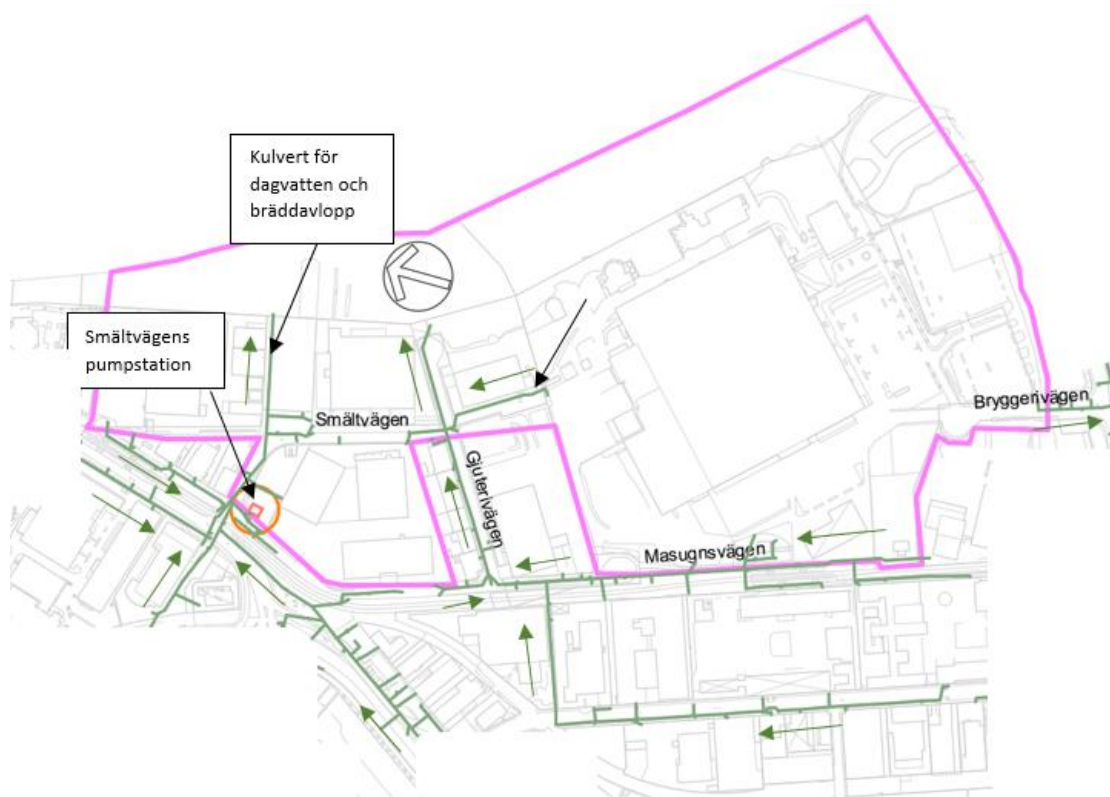 Kulvert för
dagvatten och
bräddavlopp
Smältvägens
pumpstation
Smältvägen
Gjuterivägen
Bryggerivägen
Masugnsvägen